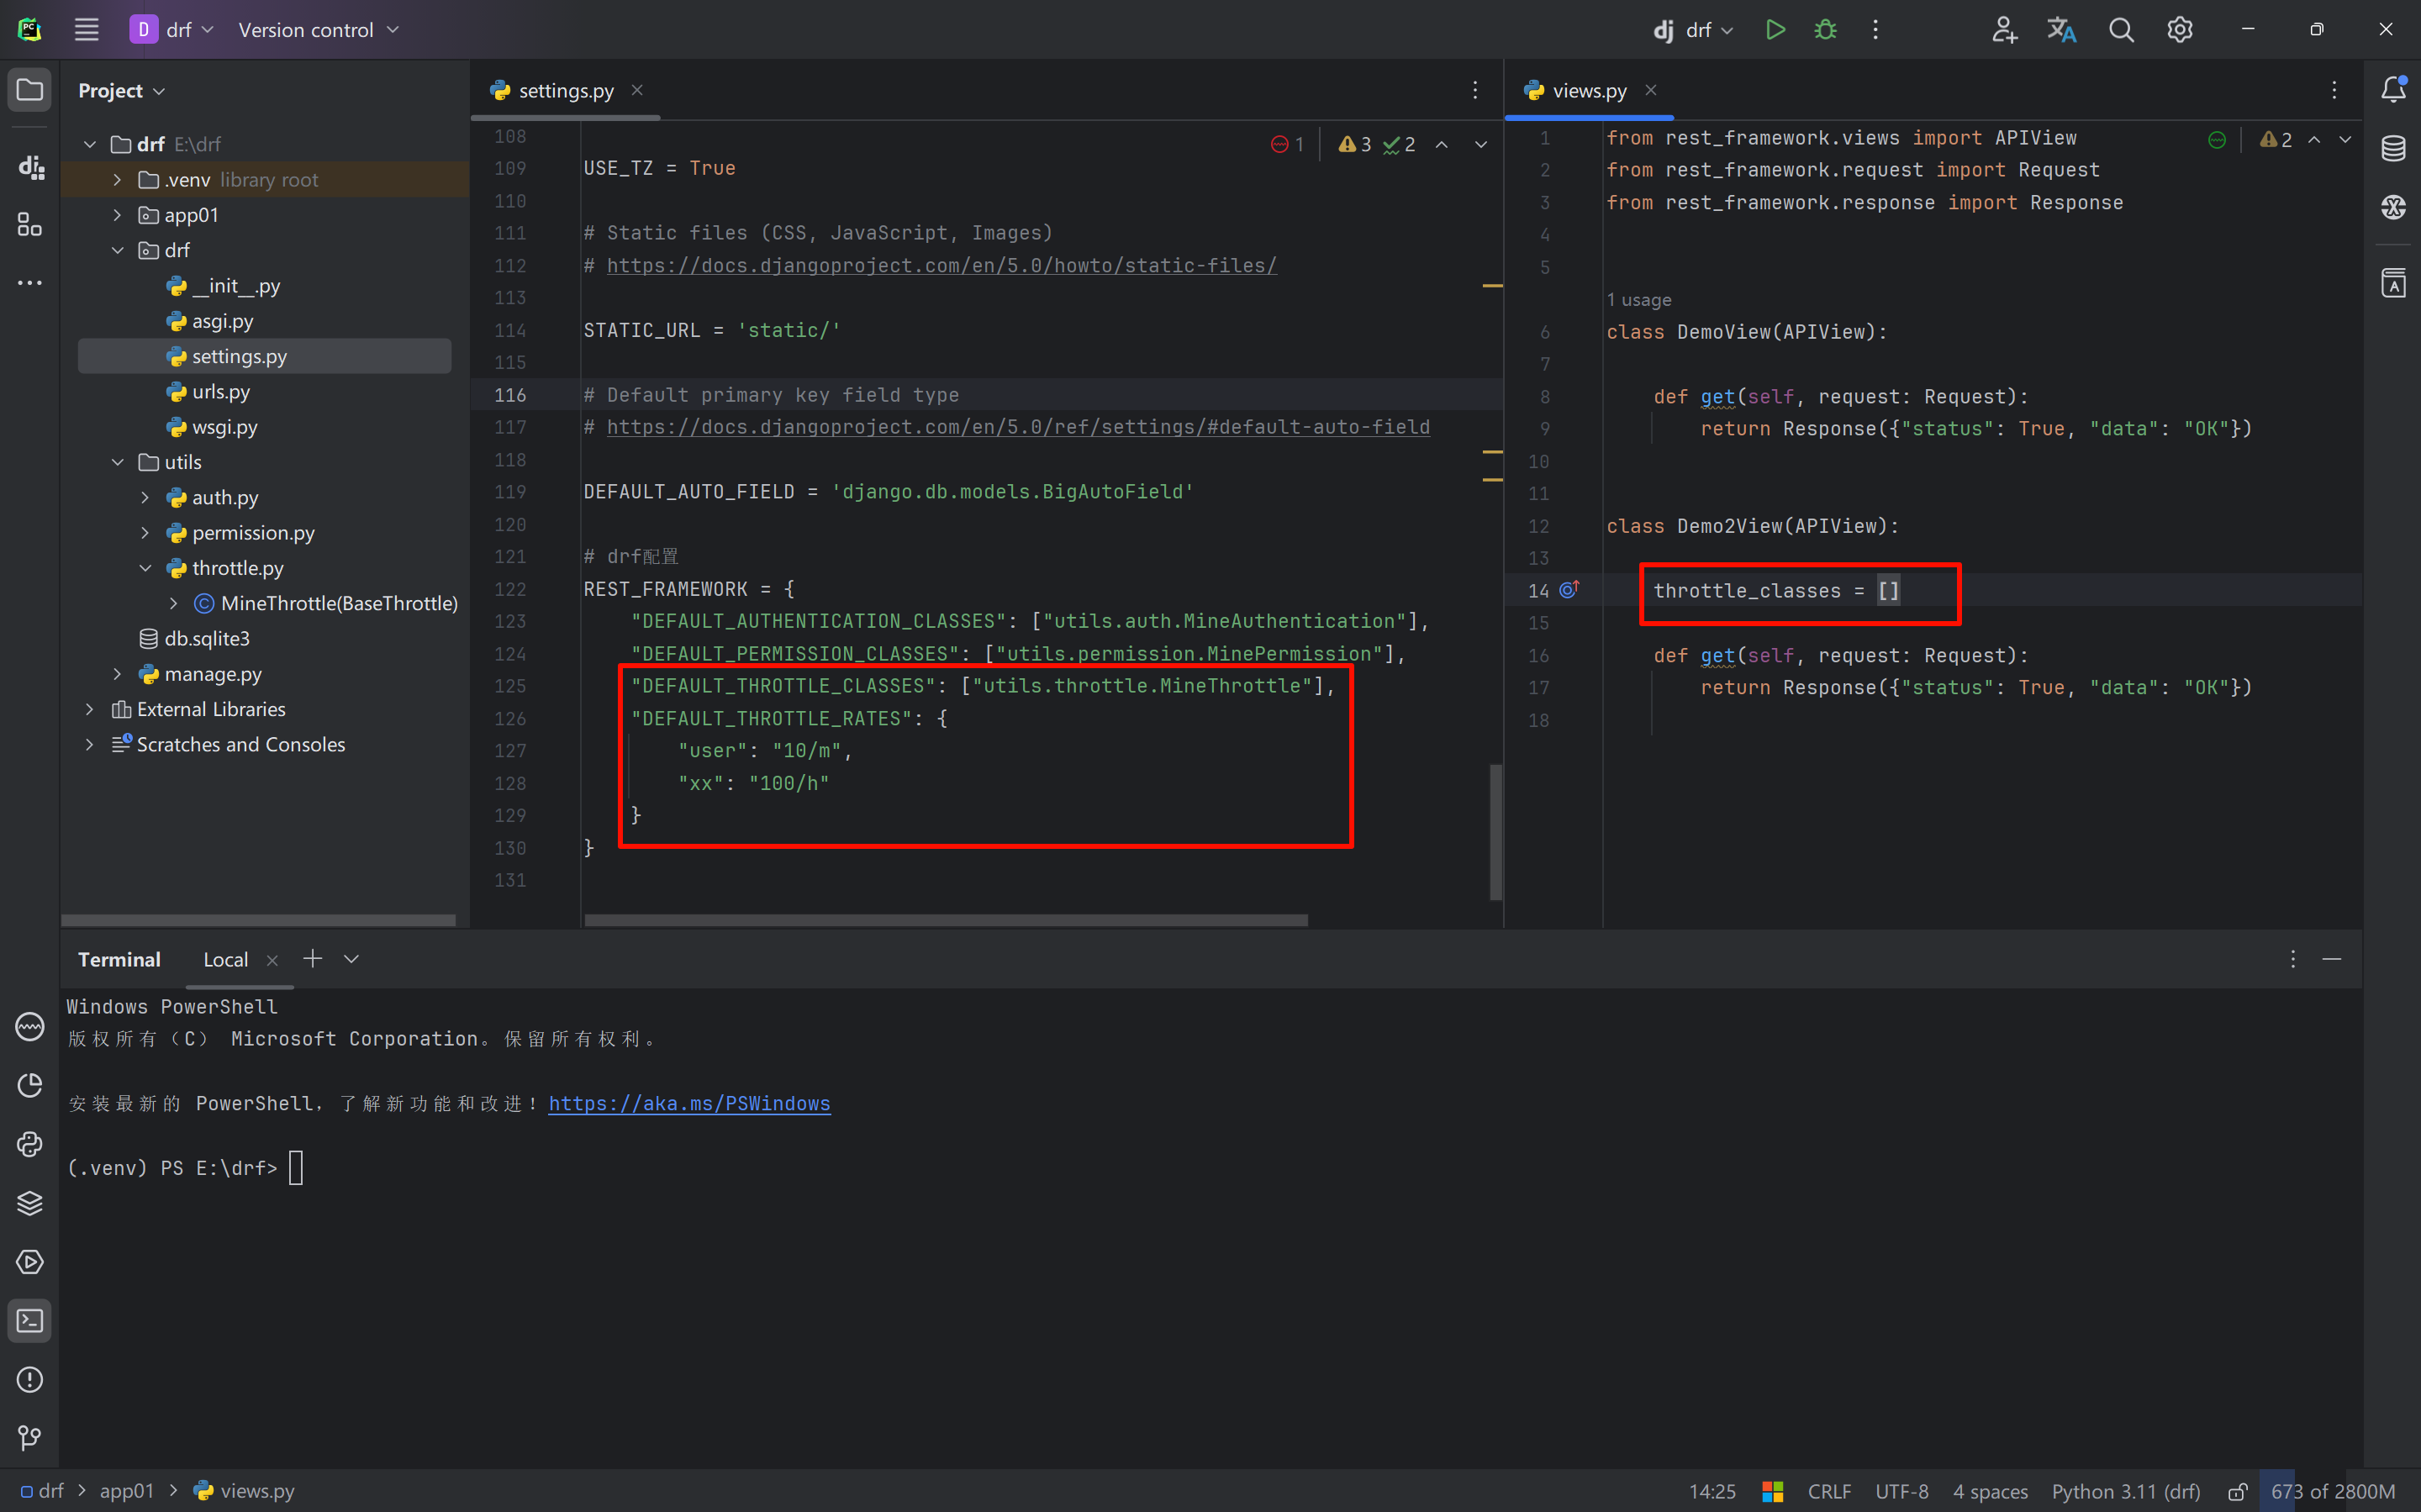 PC
D drf Version control
dj drf
Project
drf E:\drf
.venv library root
app01
drf
__init__.py
asgi.py
settings.py
urls.py
wsgi.py
utils
auth.py
permission.py
throttle.py
MineThrottle(BaseThrottle)
db.sqlite3
manage.py
External Libraries
Scratches and Consoles
settings.py
1 3 2
108
109 USE_TZ = True
110
111 # Static files (CSS, JavaScript, Images)
112 # https://docs.djangoproject.com/en/5.0/howto/static-files/
113
114 STATIC_URL = 'static/'
115
116 # Default primary key field type
117 # https://docs.djangoproject.com/en/5.0/ref/settings/#default-auto-field
118
119 DEFAULT_AUTO_FIELD = 'django.db.models.BigAutoField'
120
121 # drf配置
122 REST_FRAMEWORK = {
123 "DEFAULT_AUTHENTICATION_CLASSES": ["utils.auth.MineAuthentication"],
124 "DEFAULT_PERMISSION_CLASSES": ["utils.permission.MinePermission"],
125 "DEFAULT_THROTTLE_CLASSES": ["utils.throttle.MineThrottle"],
126 "DEFAULT_THROTTLE_RATES": {
127 "user": "10/m",
128 "xx": "100/h"
129 }
130 }
131
views.py
2
1 from rest_framework.views import APIView
2 from rest_framework.request import Request
3 from rest_framework.response import Response
4
5
1 usage
6 class DemoView(APIView):
7
8 def get(self, request: Request):
9 return Response({"status": True, "data": "OK"})
10
11
12 class Demo2View(APIView):
13
14 throttle_classes = []
15
16 def get(self, request: Request):
17 return Response({"status": True, "data": "OK"})
18
Terminal Local
Windows PowerShell
版权所有（C） Microsoft Corporation。保留所有权利。
安装最新的 PowerShell，了解新功能和改进！https://aka.ms/PSWindows
(.venv) PS E:\drf>
drf > app01 > views.py
14:25 CRLF UTF-8 4 spaces Python 3.11 (drf) 673 of 2800M